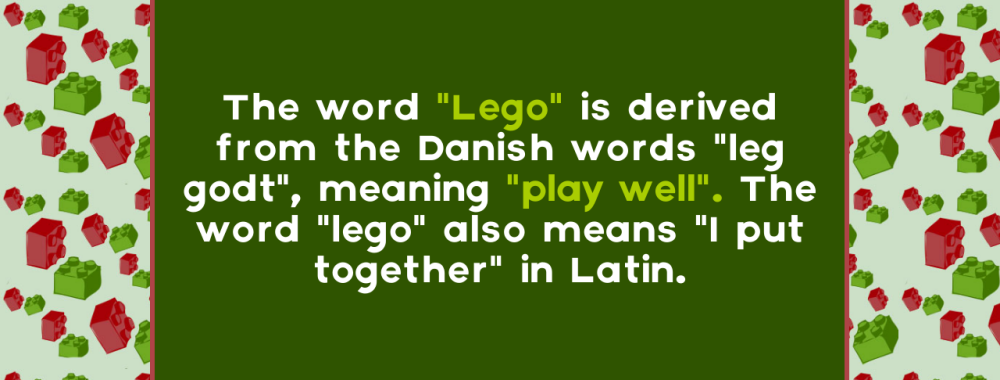 The word "Lego" is derived
from the Danish words "leg
godt", meaning "play well". The
word "lego" also means "I put
together" in Latin.